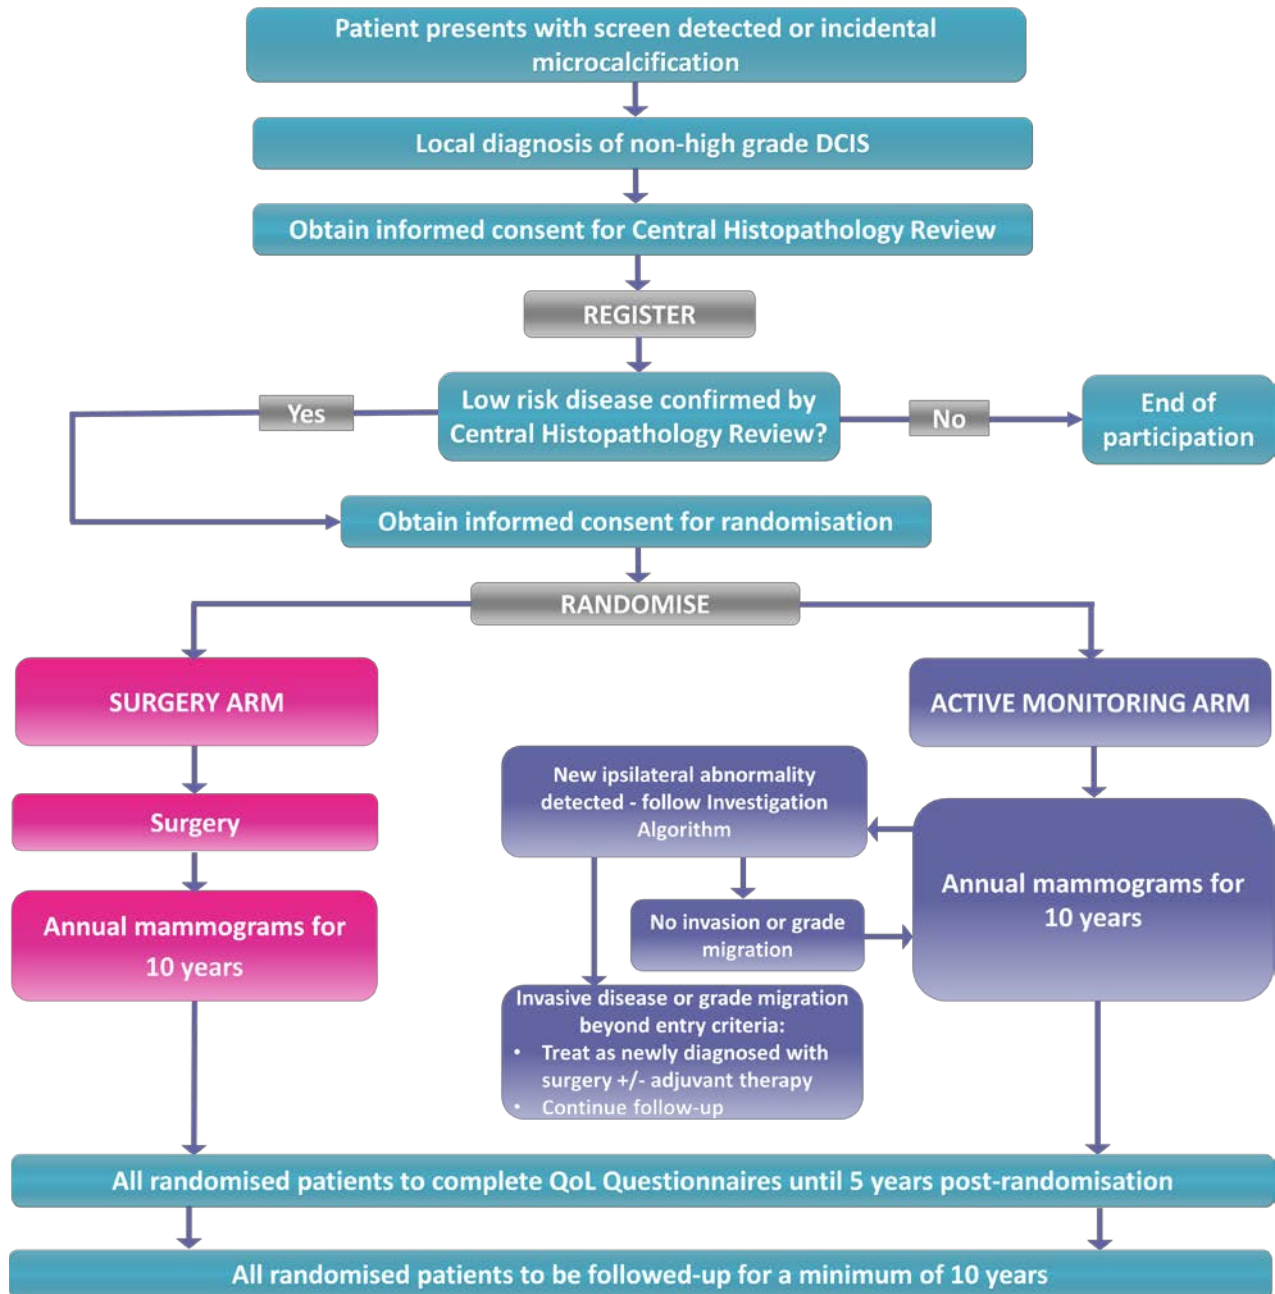 Patient presents with screen detected or incidental
microcalcification
Local diagnosis of non-high grade DCIS
Obtain informed consent for Central Histopathology Review
REGISTER
Low risk disease confirmed by
Central Histopathology Review?
Yes
No
End of
participation
Obtain informed consent for randomisation
RANDOMISE
SURGERY ARM
Surgery
Annual mammograms for
10 years
ACTIVE MONITORING ARM
New ipsilateral abnormality
detected - follow Investigation
Algorithm
Annual mammograms for
10 years
No invasion or grade
migration
Invasive disease or grade migration
beyond entry criteria:
• Treat as newly diagnosed with
surgery +/- adjuvant therapy
• Continue follow-up
All randomised patients to complete QoL Questionnaires until 5 years post-randomisation
All randomised patients to be followed-up for a minimum of 10 years